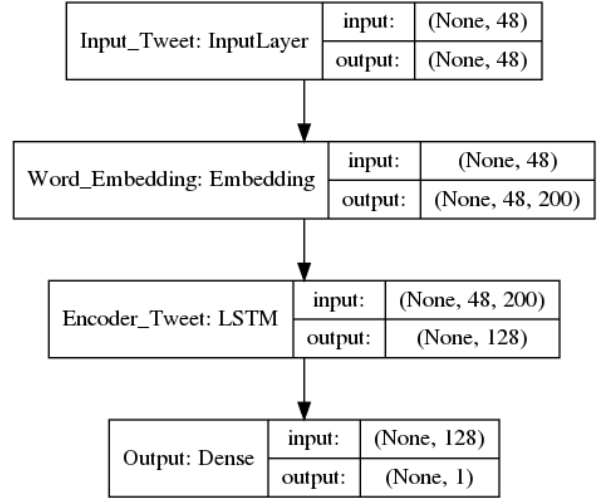 Input_Tweet: InputLayer
input: (None, 48)
output: (None, 48)
Word_Embedding: Embedding
input: (None, 48)
output: (None, 48, 200)
Encoder_Tweet: LSTM
input: (None, 48, 200)
output: (None, 128)
Output: Dense
input: (None, 128)
output: (None, 1)